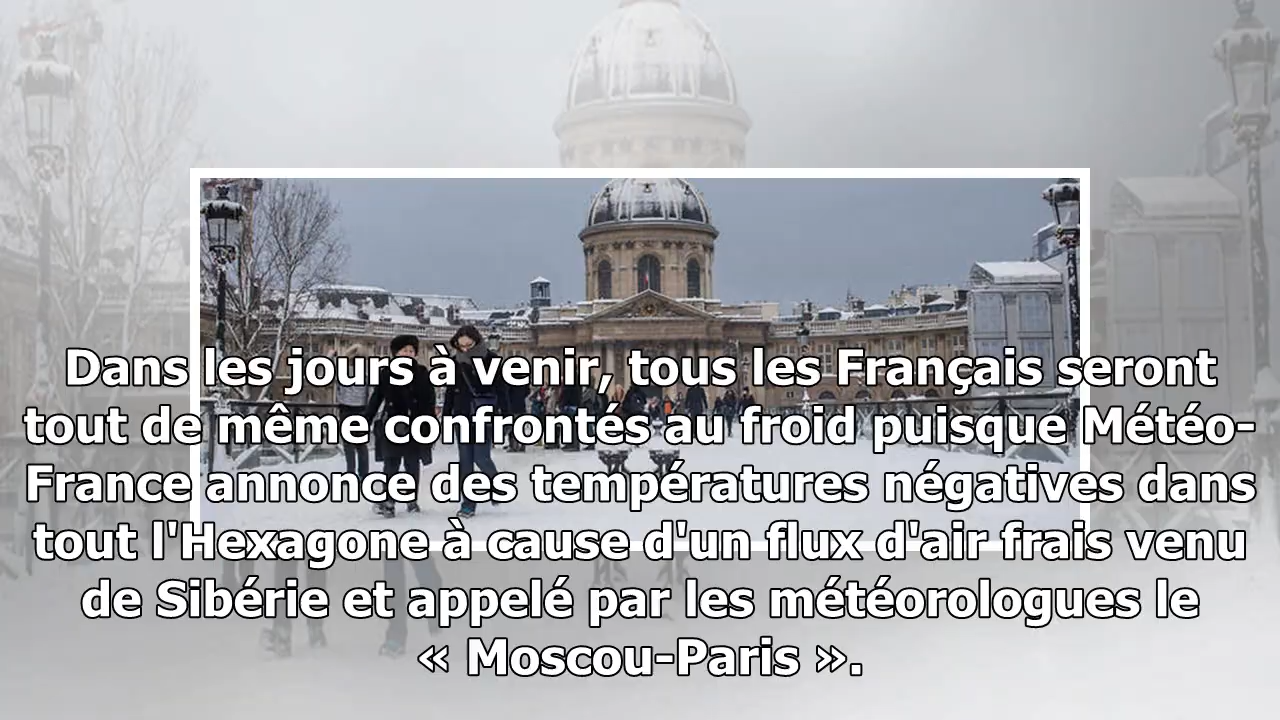 Dans les jours à venir, tous les Français seront
tout de même confrontés au froid puisque Météo-
France annonce des températures négatives dans
tout l'Hexagone à cause d'un flux d'air frais venu
de Sibérie et appelé par les météorologues le
« Moscou-Paris ».